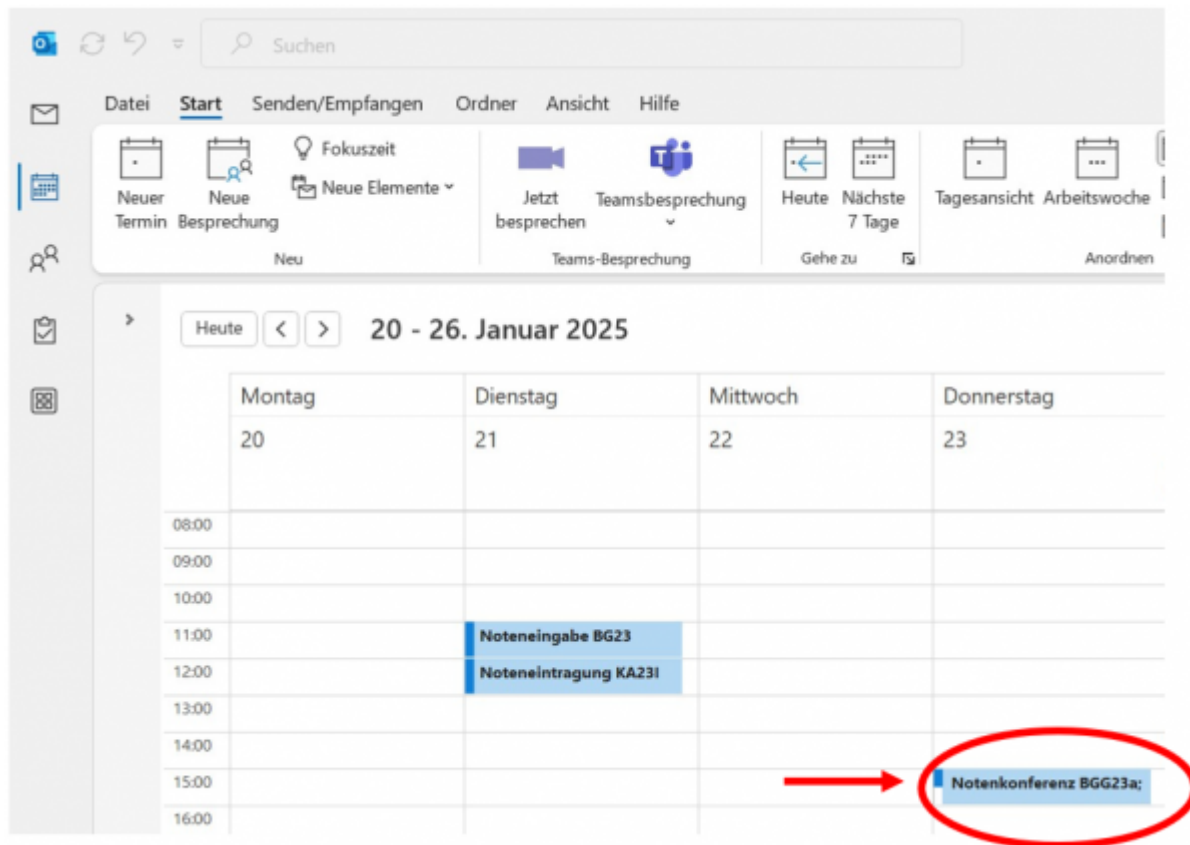 Suchen
Datei Start Senden/Empfangen Ordner Ansicht Hilfe
Neuer Termin
Neue Besprechung
Fokuszeit
Neue Elemente
Neu
Jetzt besprechen
Teamsbesprechung
Teams-Besprechung
Heute
Nächste 7 Tage
Gehe zu
Tagesansicht
Arbeitswoche
Anordnen
Heute
20 - 26. Januar 2025
Montag Dienstag Mittwoch Donnerstag
20 21 22 23
08:00
09:00
10:00
11:00 Noteneingabe BG23
12:00 Noteneintragung KA23I
13:00
14:00
15:00 Notenkonferenz BGG23a;
16:00